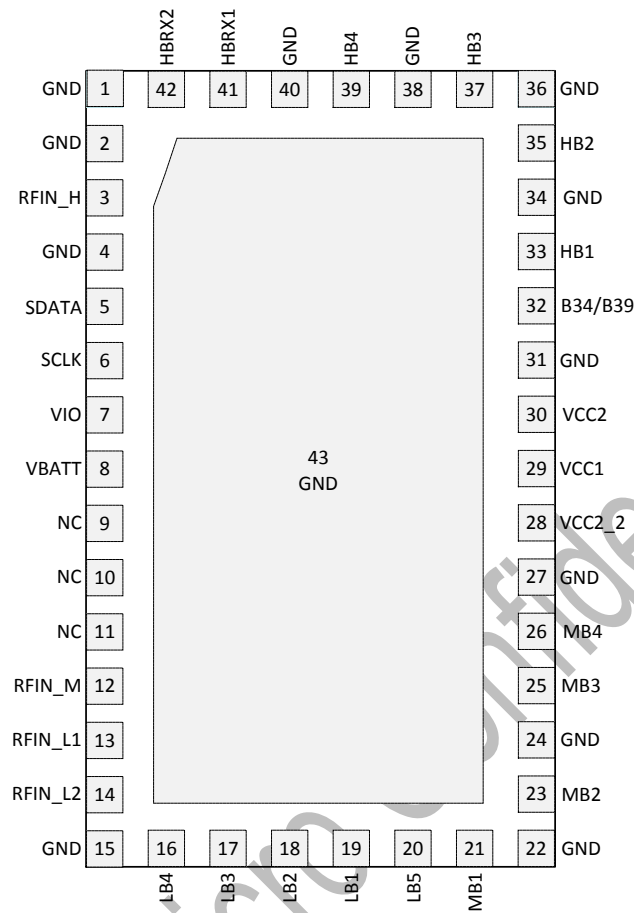 HBRX2
HBRX1
GND
HB4
GND
HB3
GND 1 42 41 40 39 38 37 36 GND
GND 2 35 HB2
RFIN_H 3 34 GND
GND 4 33 HB1
SDATA 5 32 B34/B39
SCLK 6 31 GND
VIO 7 30 VCC2
VBATT 8 29 VCC1
43
GND
NC 9 28 VCC2_2
NC 10 27 GND
NC 11 26 MB4
RFIN_M 12 25 MB3
RFIN_L1 13 24 GND
RFIN_L2 14 23 MB2
GND 15 16 17 18 19 20 21 22 GND
LB4
LB3
LB2
LB1
LB5
MB1